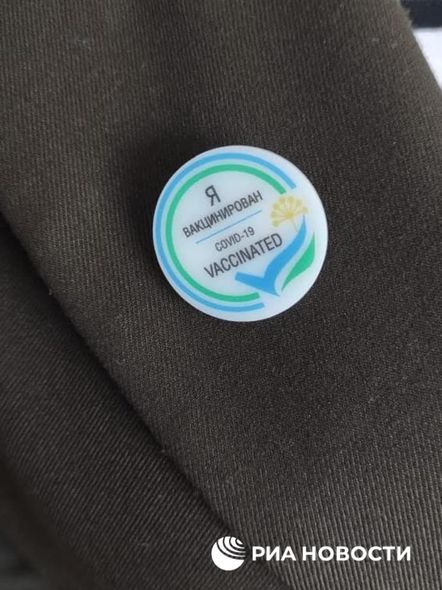 Я
ВАКЦИНИРОВАН
COVID-19
VACCINATED
РИА НОВОСТИ